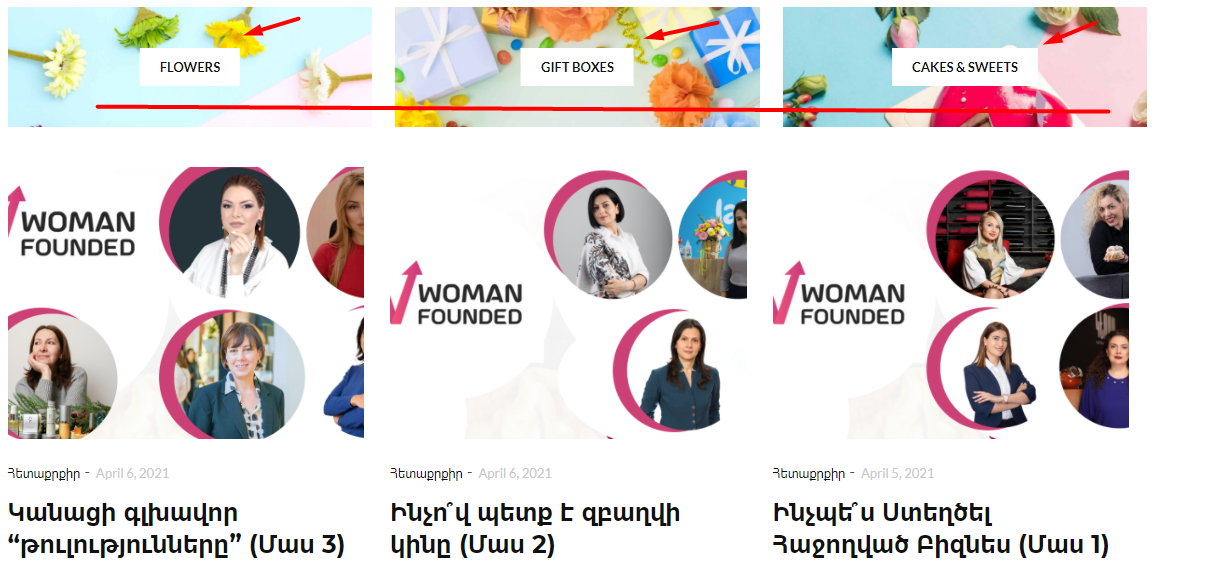 FLOWERS
GIFT BOXES
CAKES & SWEETS
WOMAN
FOUNDED
WOMAN
FOUNDED
WOMAN
FOUNDED
Հետաքրքիր - April 6, 2021
Կանացի գլխավոր
“թուլությունները” (Մաս 3)
Հետաքրքիր - April 6, 2021
Ինչո՞վ պետք է զբաղվի
կինը (Մաս 2)
Հետաքրքիր - April 5, 2021
Ինչպե՞ս Ստեղծել
Հաջողված Բիզնես (Մաս 1)